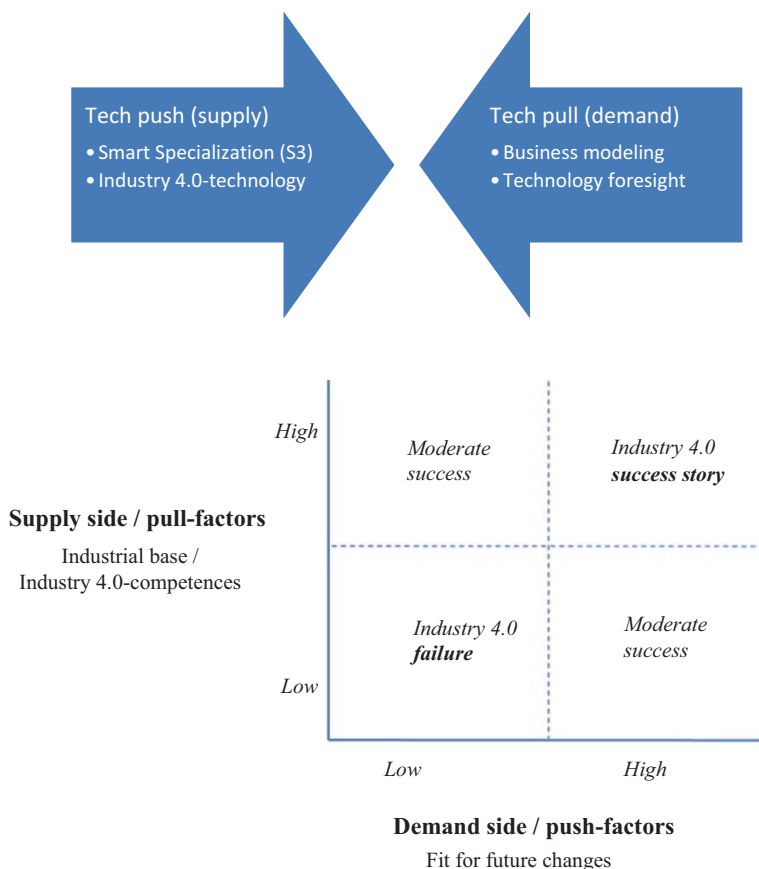 Tech push (supply)
• Smart Specialization (S3)
• Industry 4.0-technology
Tech pull (demand)
• Business modeling
• Technology foresight
High
Moderate
success
Industry 4.0
success story
Supply side / pull-factors
Industrial base /
Industry 4.0-competences
Industry 4.0
failure
Moderate
success
Low
Low
High
Demand side / push-factors
Fit for future changes